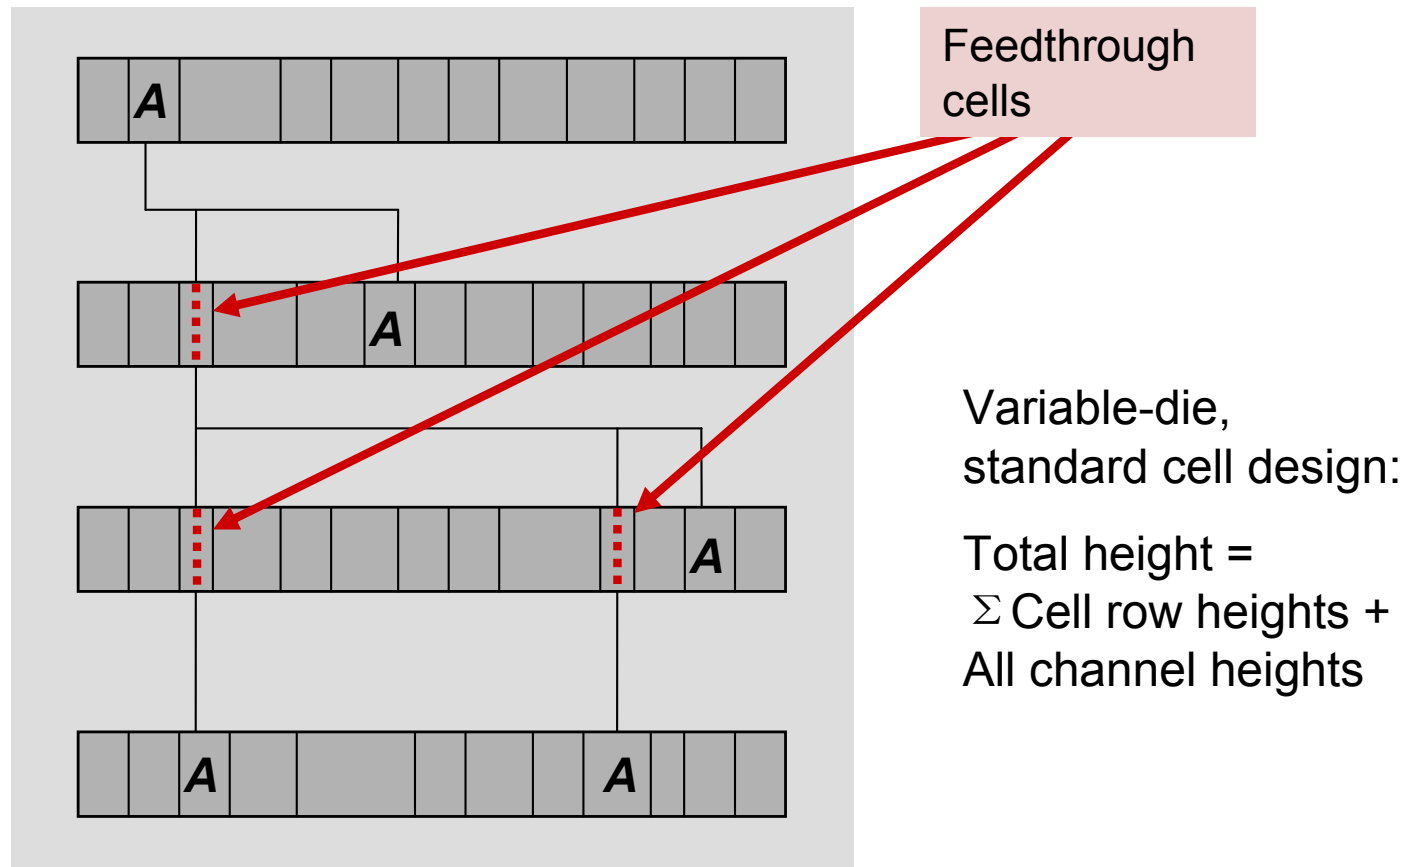 Feedthrough
cells
A
A
A
A A
Variable-die,
standard cell design:
Total height =
Σ Cell row heights +
All channel heights